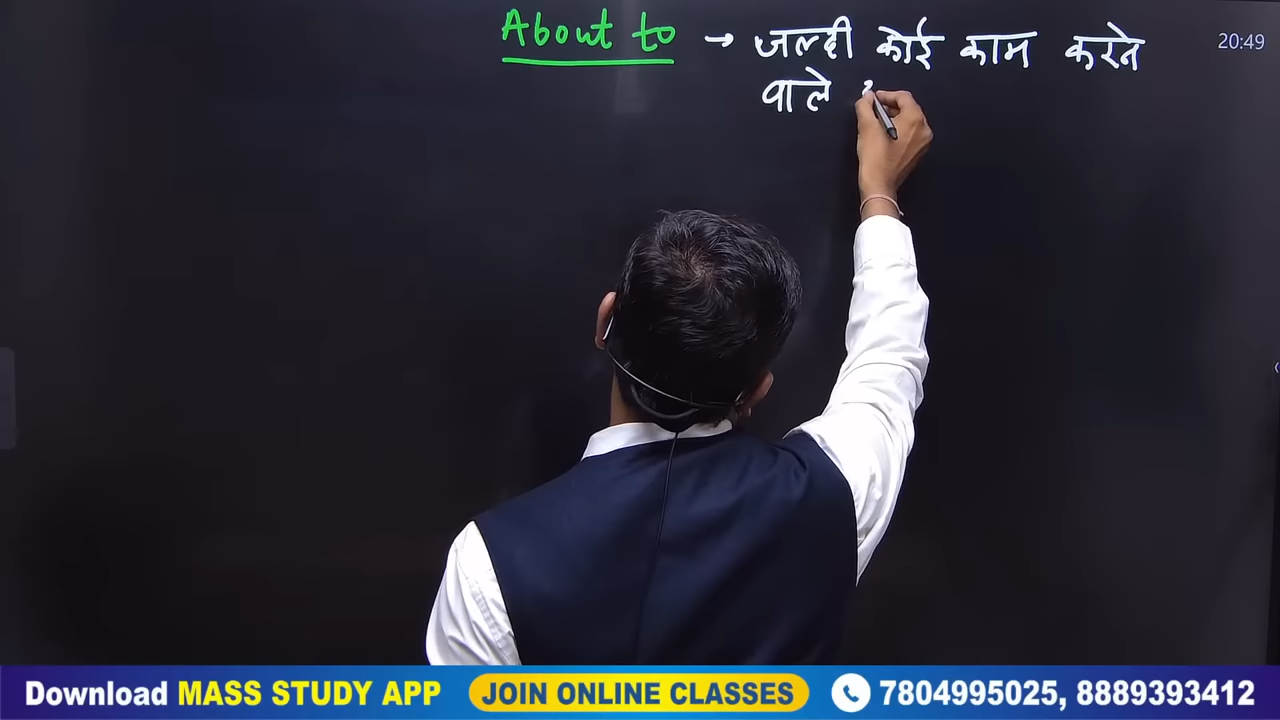 About to → जल्दी कोई काम करने
वाले
20:49
Download MASS STUDY APP JOIN ONLINE CLASSES 7804995025, 8889393412